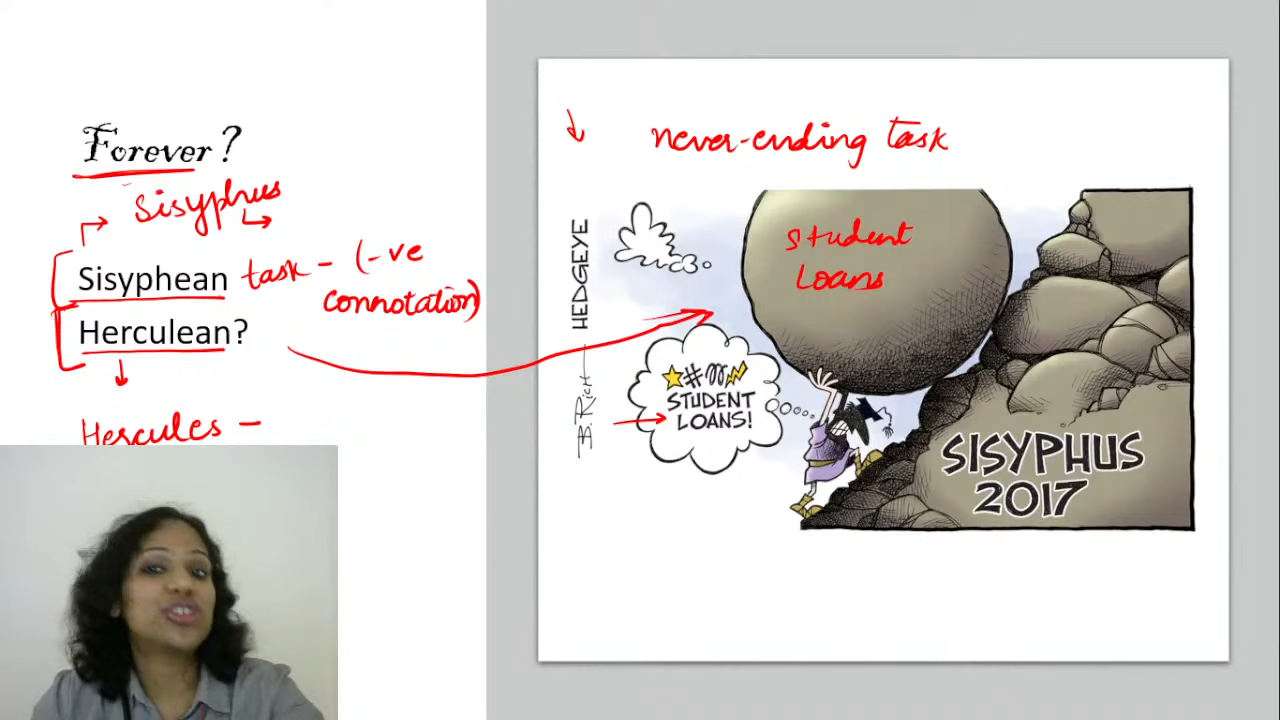 Forever?
Sisyphus
Sisyphean task - (-ve
connotation)
Herculean?
Hercules -
never-ending task
student
Loans
HEDGEYE
B. Rich
STUDENT
LOANS!
SISYPHUS
2017